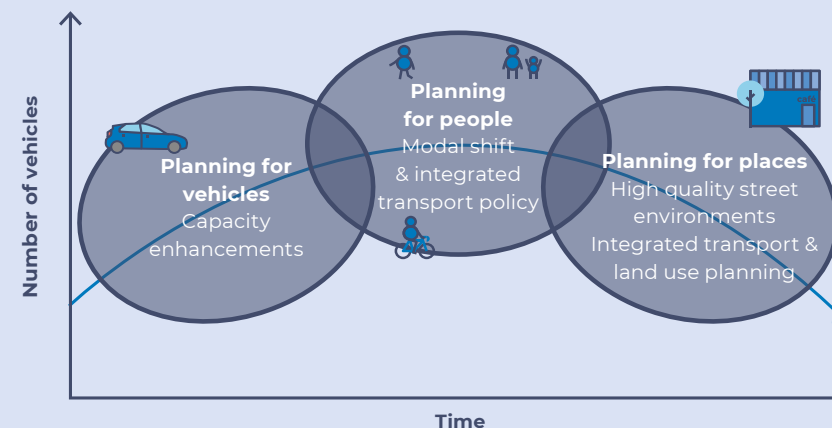 Number of vehicles
Planning for
vehicles
Capacity
enhancements
Planning
for people
Modal shift
& integrated
transport policy
café
Planning for places
High quality street
environments
Integrated transport &
land use planning
Time